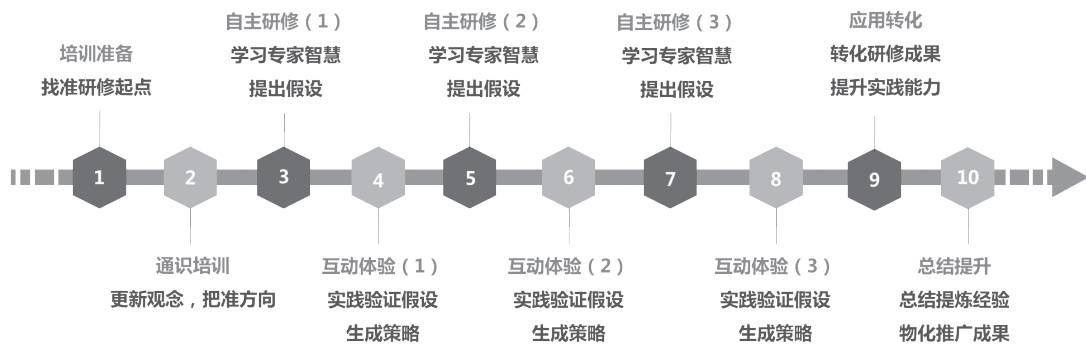 培训准备
找准研修起点
自主研修（1）
学习专家智慧
提出假设
自主研修（2）
学习专家智慧
提出假设
自主研修（3）
学习专家智慧
提出假设
应用转化
转化研修成果
提升实践能力
1
2
3
4
5
6
7
8
9
10
通识培训
更新观念，把准方向
互动体验（1）
实践验证假设
生成策略
互动体验（2）
实践验证假设
生成策略
互动体验（3）
实践验证假设
生成策略
总结提升
总结提炼经验
物化推广成果